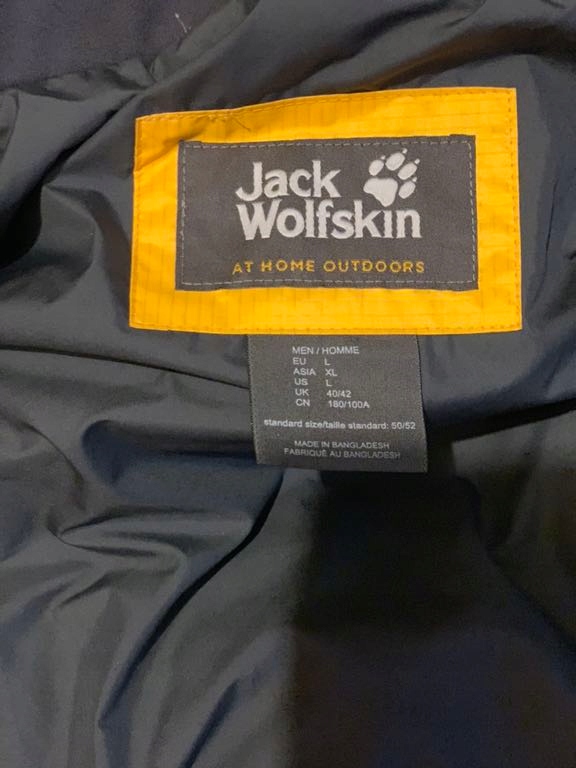 Jack
Wolfskin
AT HOME OUTDOORS
MEN / HOMME
EU L
ASIA XL
US L
UK 40/42
CN 180/100A
standard size/taille standard: 50/52
MADE IN BANGLADESH
FABRIQUÉ AU BANGLADESH